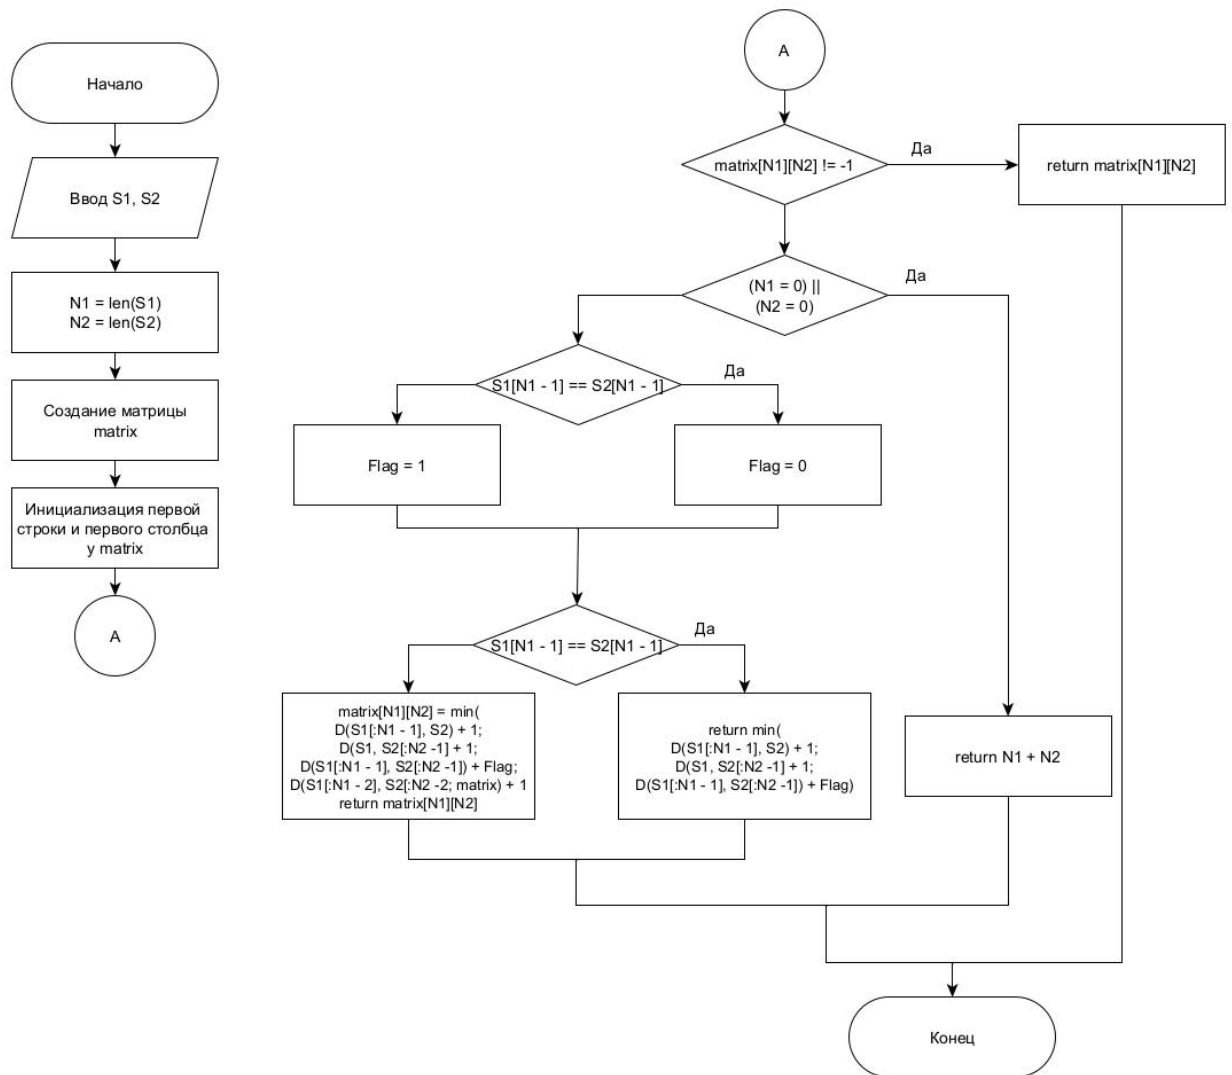 Начало
Ввод S1, S2
N1 = len(S1)
N2 = len(S2)
Создание матрицы
matrix
Инициализация первой
строки и первого столбца
у matrix
A
A
matrix[N1][N2] != -1
Да
return matrix[N1][N2]
(N1 = 0) ||
(N2 = 0)
Да
S1[N1 - 1] == S2[N1 - 1]
Да
Flag = 1
Flag = 0
S1[N1 - 1] == S2[N1 - 1]
Да
matrix[N1][N2] = min(
D(S1[:N1 - 1], S2) + 1;
D(S1, S2[:N2 -1] + 1;
D(S1[:N1 - 1], S2[:N2 -1]) + Flag;
D(S1[:N1 - 2], S2[:N2 -2; matrix) + 1
return matrix[N1][N2]
return min(
D(S1[:N1 - 1], S2) + 1;
D(S1, S2[:N2 -1] + 1;
D(S1[:N1 - 1], S2[:N2 -1]) + Flag)
return N1 + N2
Конец